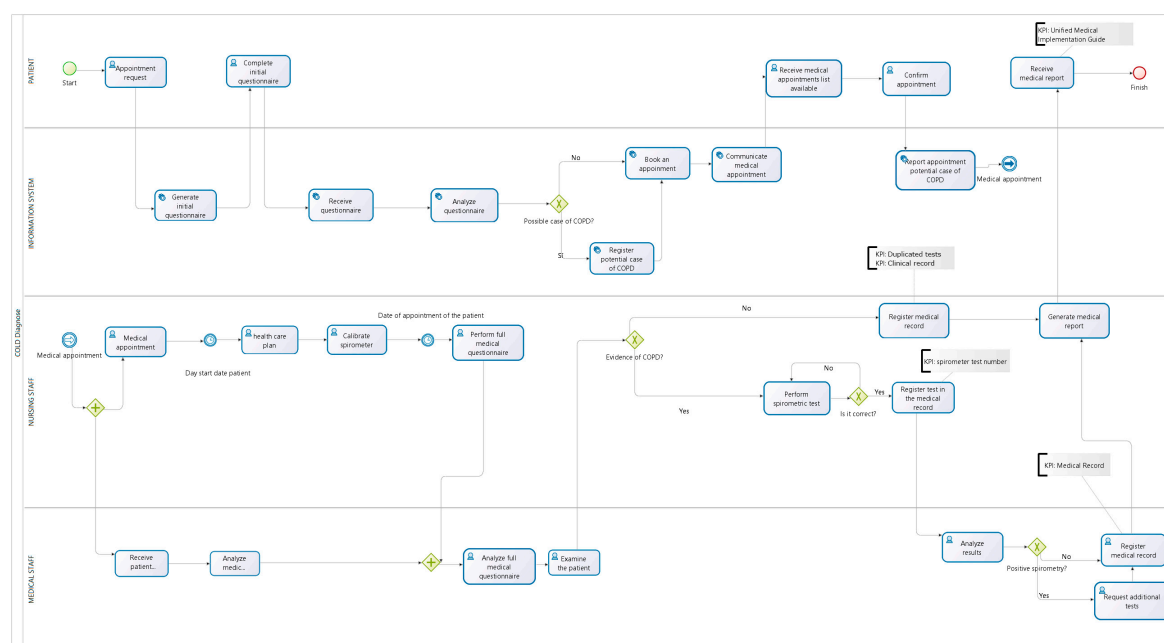 COLD Diagnose
PATIENT
Start
Appointment
request
Complete
initial
questionnaire
Receive medical
appointments list
available
Confirm
appointment
KPI: Unified Medical
Implementation Guide
Receive
medical report
Finish
INFORMATION SYSTEM
Generate
initial
questionnaire
Receive
questionnaire
Analyze
questionnaire
Possible case of COPD?
No
Sì
Book an
appoinment
Register
potential case
of COPD
Communicate
medical
appointment
Report appointment
potential case of
COPD
Medical appointment
KPI: Duplicated tests
KPI: Clinical record
NURSING STAFF
Medical appointment
Medical
appointment
Day start date patient
health care
plan
Calibrate
spirometer
Date of appointment of the patient
Perform full
medical
questionnaire
Evidence of COPD?
No
Yes
Register medical
record
Generate medical
report
Perform
spirometric test
No
Is it correct?
Yes
Register test in
the medical
record
KPI: spirometer test number
KPI: Medical Record
MEDICAL STAFF
Receive
patient...
Analyze
medic...
Analyze full
medical
questionnaire
Examine
the patient
Analyze
results
Positive spirometry?
No
Yes
Register
medical record
Request additional
tests